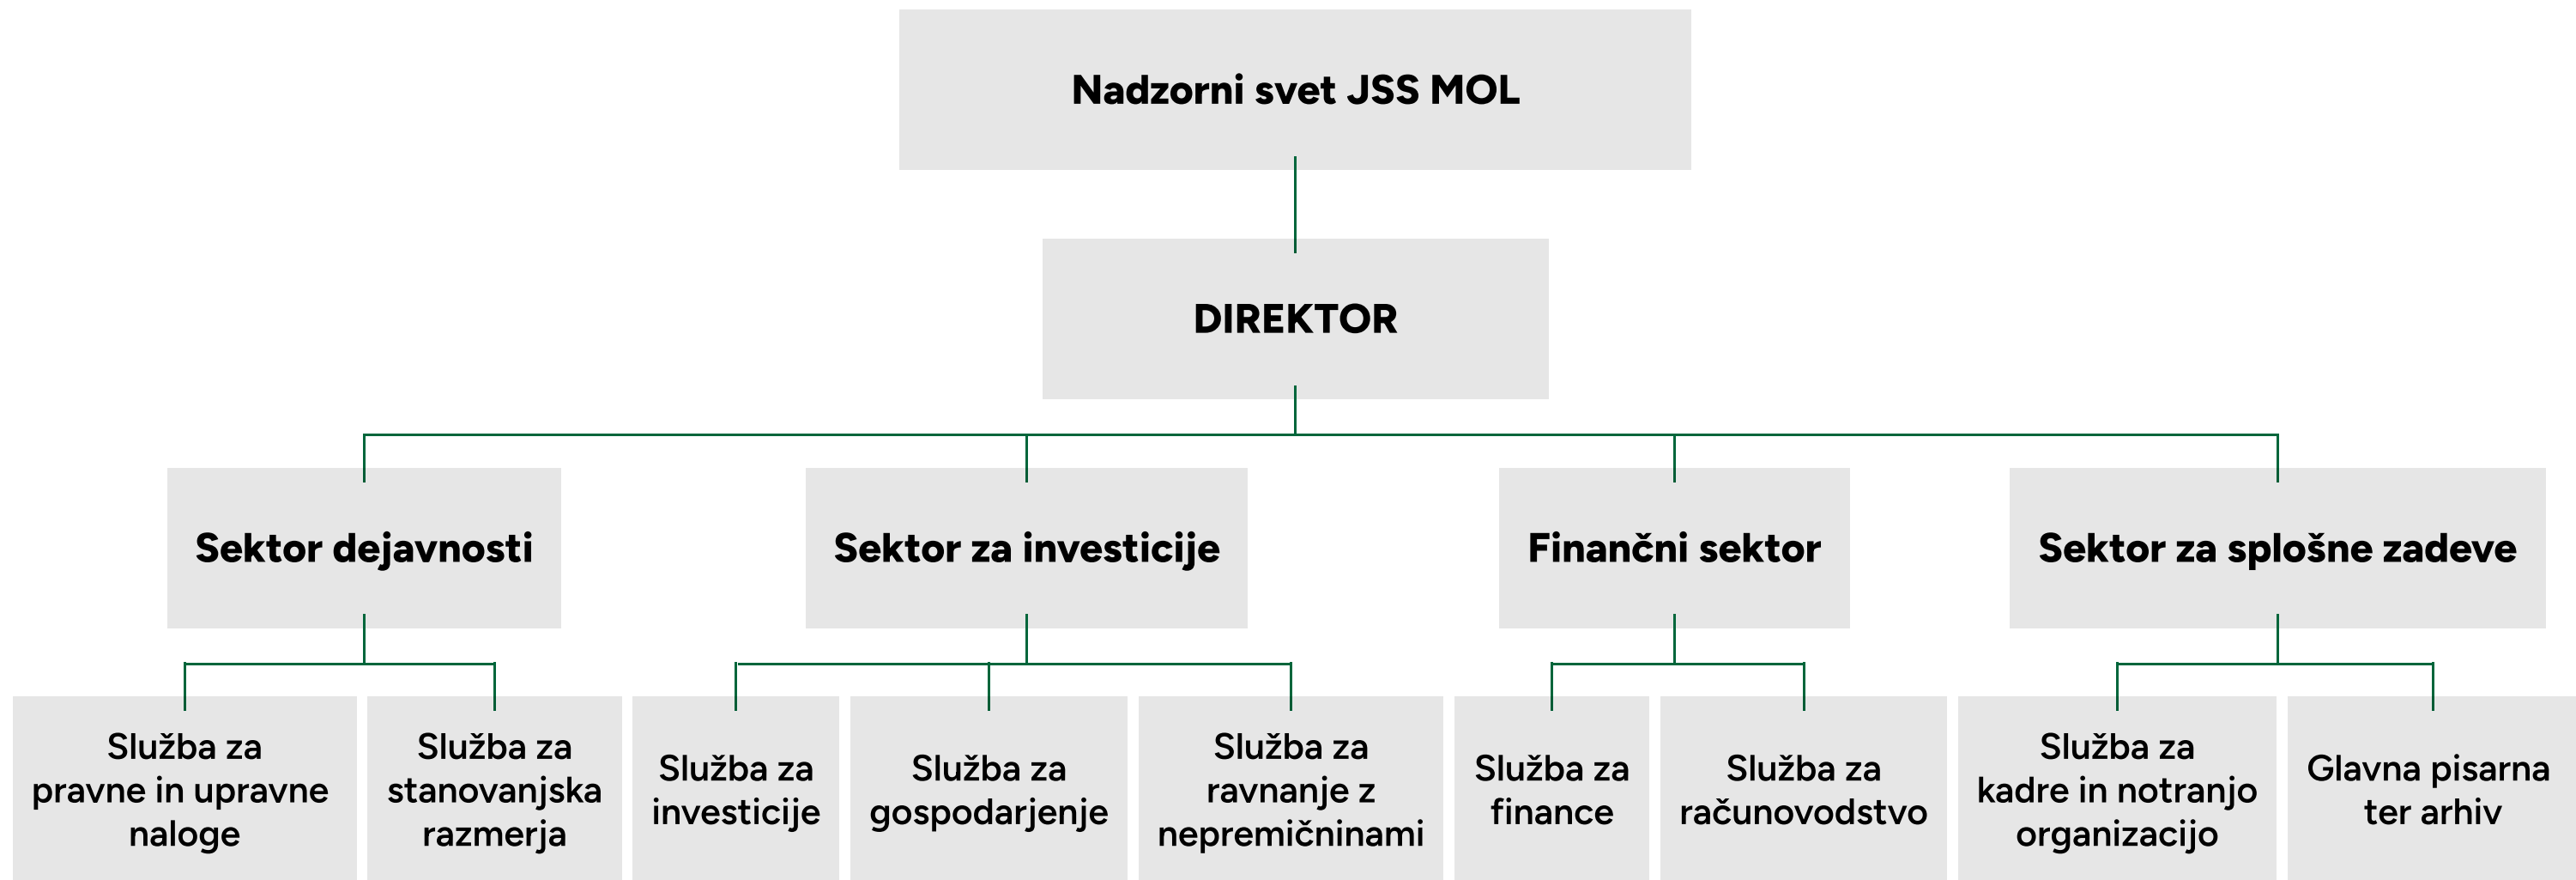 Nadzorni svet JSS MOL
DIREKTOR
Sektor dejavnosti
Sektor za investicije
Finančni sektor
Sektor za splošne zadeve
Služba za
pravne in upravne
naloge
Služba za
stanovanjska
razmerja
Služba za
investicije
Služba za
gospodarjenje
Služba za
ravnanje z
nepremičninami
Služba za
finance
Služba za
računovodstvo
Služba za
kadre in notranjo
organizacijo
Glavna pisarna
ter arhiv